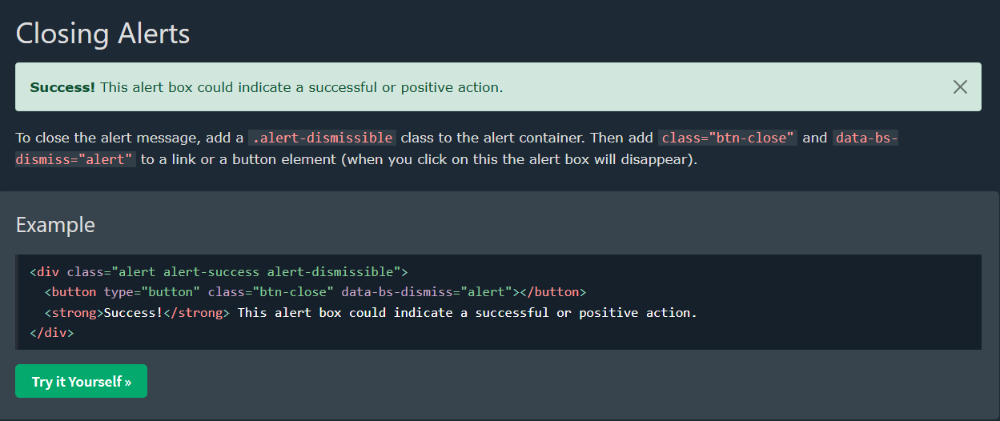 Closing Alerts
Success! This alert box could indicate a successful or positive action.
To close the alert message, add a .alert-dismissible class to the alert container. Then add class="btn-close" and data-bs-
dismiss="alert" to a link or a button element (when you click on this the alert box will disappear).
Example
<div class="alert alert-success alert-dismissible">
  <button type="button" class="btn-close" data-bs-dismiss="alert"></button>
  <strong>Success!</strong> This alert box could indicate a successful or positive action.
</div>
Try it Yourself »